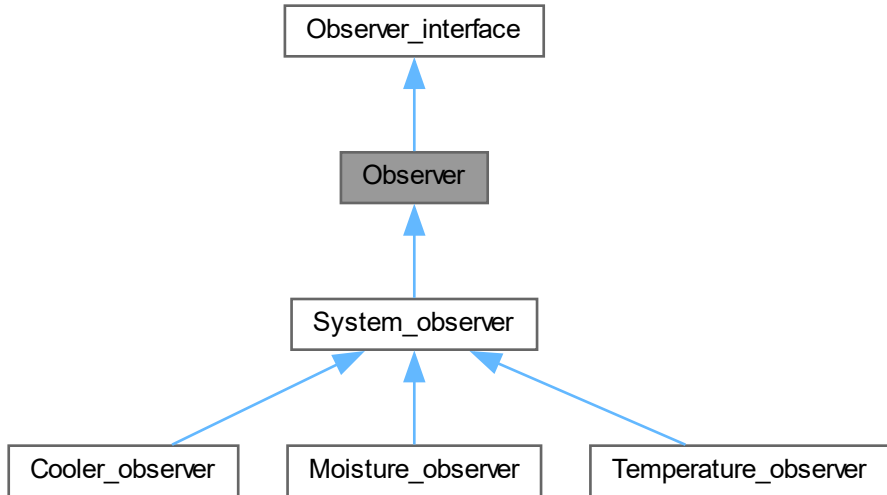 Observer_interface
Observer
System_observer
Cooler_observer
Moisture_observer
Temperature_observer